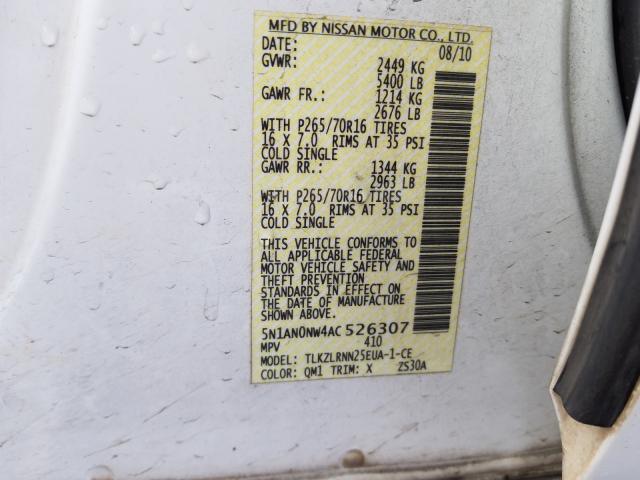 MFD BY NISSAN MOTOR CO., LTD.
DATE: 08/10
GVWR: 2449 KG
5400 LB
GAWR FR.: 1214 KG
2676 LB
WITH P265/70R16 TIRES
16 X 7.0 RIMS AT 35 PSI
COLD SINGLE
GAWR RR.: 1344 KG
2963 LB
WITH P265/70R16 TIRES
16 X 7.0 RIMS AT 35 PSI
COLD SINGLE
THIS VEHICLE CONFORMS TO
ALL APPLICABLE FEDERAL
MOTOR VEHICLE SAFETY AND
THEFT PREVENTION
STANDARDS IN EFFECT ON
THE DATE OF MANUFACTURE
SHOWN ABOVE.
5N1AN0NW4AC526307
MPV 410
MODEL: TLKZLRNN25EUA-1-CE
COLOR: QM1 TRIM: X ZS30A